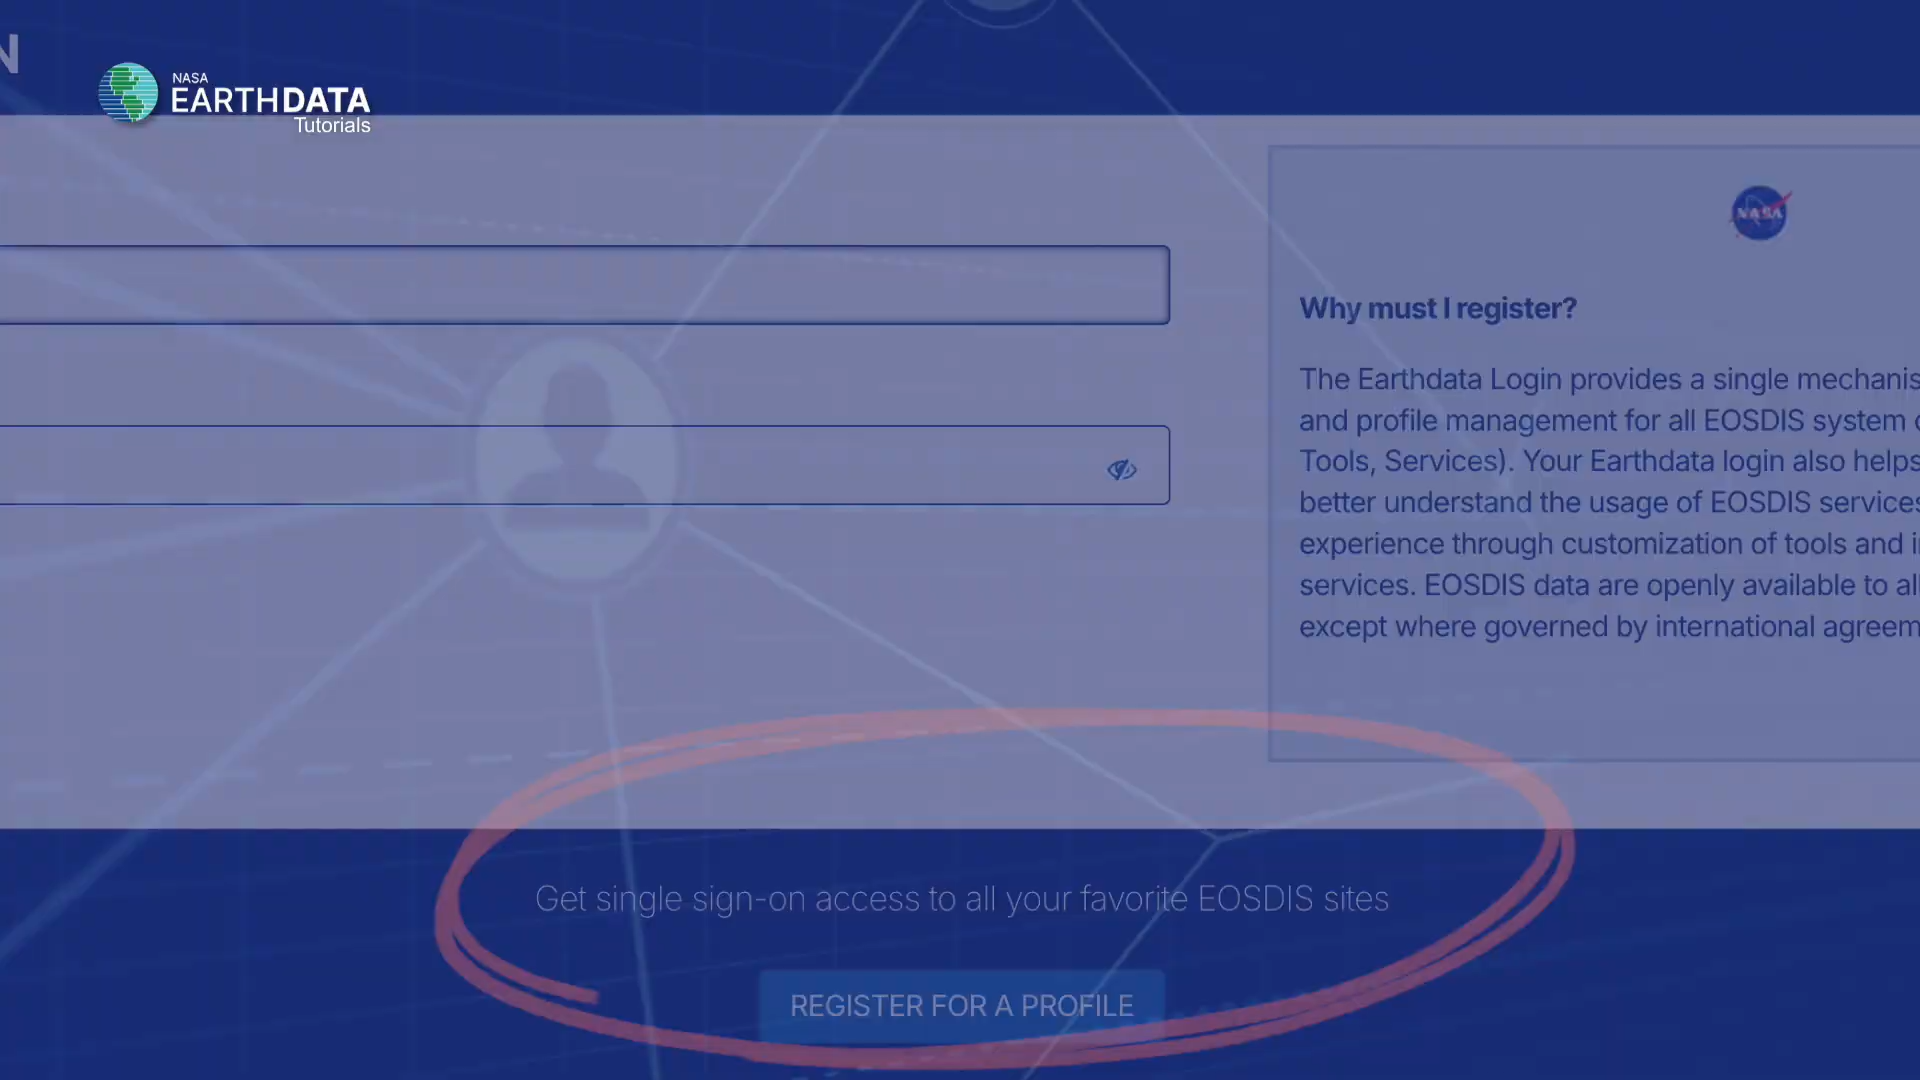 N
NASA
EARTHDATA
Tutorials
NASA
Why must I register?
The Earthdata Login provides a single mechanis
and profile management for all EOSDIS system
Tools, Services). Your Earthdata login also helps
better understand the usage of EOSDIS services
experience through customization of tools and i
services. EOSDIS data are openly available to al
except where governed by international agreem
Get single sign-on access to all your favorite EOSDIS sites
REGISTER FOR A PROFILE